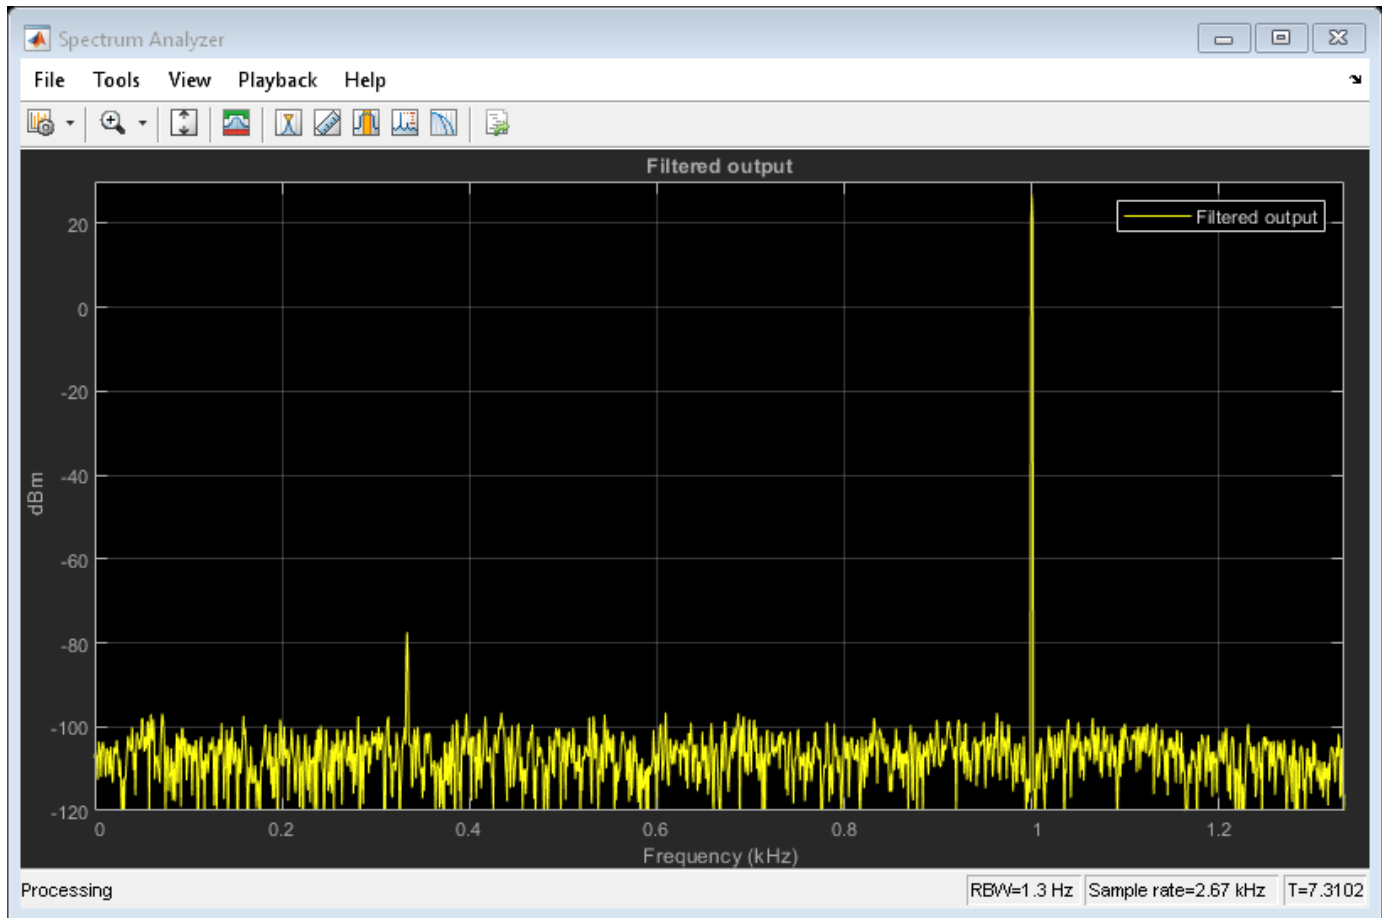 Spectrum Analyzer
File Tools View Playback Help
Filtered output
Filtered output
20
0
-20
-40
-60
-80
-100
-120
dBm
0 0.2 0.4 0.6 0.8 1 1.2
Frequency (kHz)
Processing RBW=1.3 Hz Sample rate=2.67 kHz T=7.3102